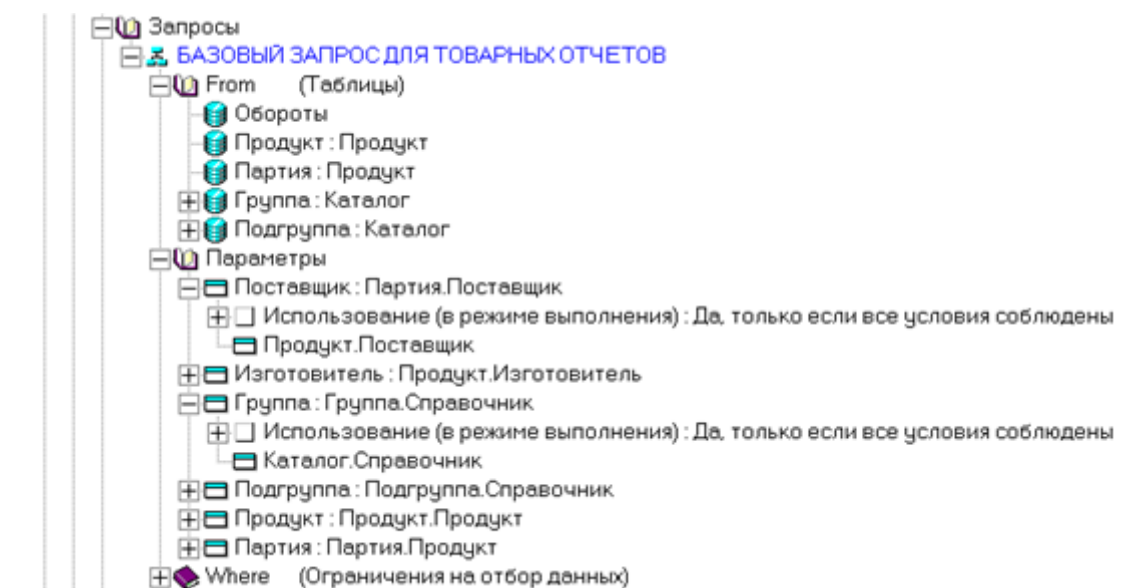 Запросы
БАЗОВЫЙ ЗАПРОС ДЛЯ ТОВАРНЫХ ОТЧЕТОВ
From (Таблицы)
Обороты
Продукт : Продукт
Партия : Продукт
Группа : Каталог
Подгруппа : Каталог
Параметры
Поставщик : Партия.Поставщик
Использование (в режиме выполнения) : Да, только если все условия соблюдены
Продукт.Поставщик
Изготовитель : Продукт.Изготовитель
Группа : Группа.Справочник
Использование (в режиме выполнения) : Да, только если все условия соблюдены
Каталог.Справочник
Подгруппа : Подгруппа.Справочник
Продукт : Продукт.Продукт
Партия : Партия.Продукт
Where (Ограничения на отбор данных)